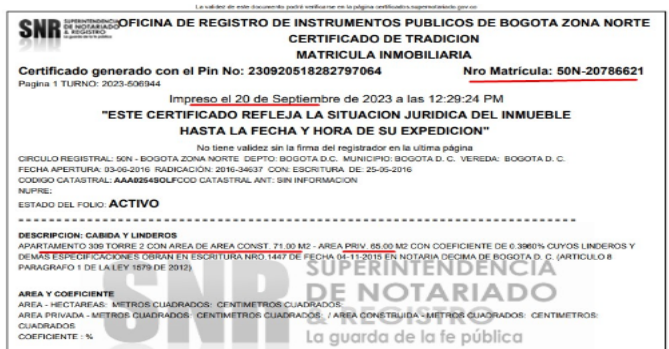 La validez de este documento podrá verificarse en la página certificados.supernotariado.gov.co
SNR SUPERINTENDENCIA DE NOTARIADO & REGISTRO La guarda de la fe pública
OFICINA DE REGISTRO DE INSTRUMENTOS PUBLICOS DE BOGOTA ZONA NORTE
CERTIFICADO DE TRADICION
MATRICULA INMOBILIARIA
Certificado generado con el Pin No: 230920518282797064 Nro Matrícula: 50N-20786621
Pagina 1 TURNO: 2023-506944
Impreso el 20 de Septiembre de 2023 a las 12:29:24 PM
"ESTE CERTIFICADO REFLEJA LA SITUACION JURIDICA DEL INMUEBLE
HASTA LA FECHA Y HORA DE SU EXPEDICION"
No tiene validez sin la firma del registrador en la ultima página
CIRCULO REGISTRAL: 50N - BOGOTA ZONA NORTE DEPTO: BOGOTA D.C. MUNICIPIO: BOGOTA D. C. VEREDA: BOGOTA D. C.
FECHA APERTURA: 03-06-2016 RADICACIÓN: 2016-34637 CON: ESCRITURA DE: 25-05-2016
CODIGO CATASTRAL: AAA0254SOLFCOD CATASTRAL ANT: SIN INFORMACION
NUPRE:
ESTADO DEL FOLIO: ACTIVO
DESCRIPCION: CABIDA Y LINDEROS
APARTAMENTO 309 TORRE 2 CON AREA DE AREA CONST. 71.00 M2 - AREA PRIV. 65.00 M2 CON COEFICIENTE DE 0.3960% CUYOS LINDEROS Y
DEMAS ESPECIFICACIONES OBRAN EN ESCRITURA NRO.1447 DE FECHA 04-11-2015 EN NOTARIA DECIMA DE BOGOTA D. C. (ARTICULO 8
PARAGRAFO 1 DE LA LEY 1579 DE 2012)
AREA Y COEFICIENTE
AREA - HECTAREAS: METROS CUADRADOS: CENTIMETROS CUADRADOS:
AREA PRIVADA - METROS CUADRADOS: CENTIMETROS CUADRADOS: / AREA CONSTRUIDA - METROS CUADRADOS: CENTIMETROS:
CUADRADOS
COEFICIENTE : %
SNR SUPERINTENDENCIA
DE NOTARIADO
& REGISTRO
La guarda de la fe pública